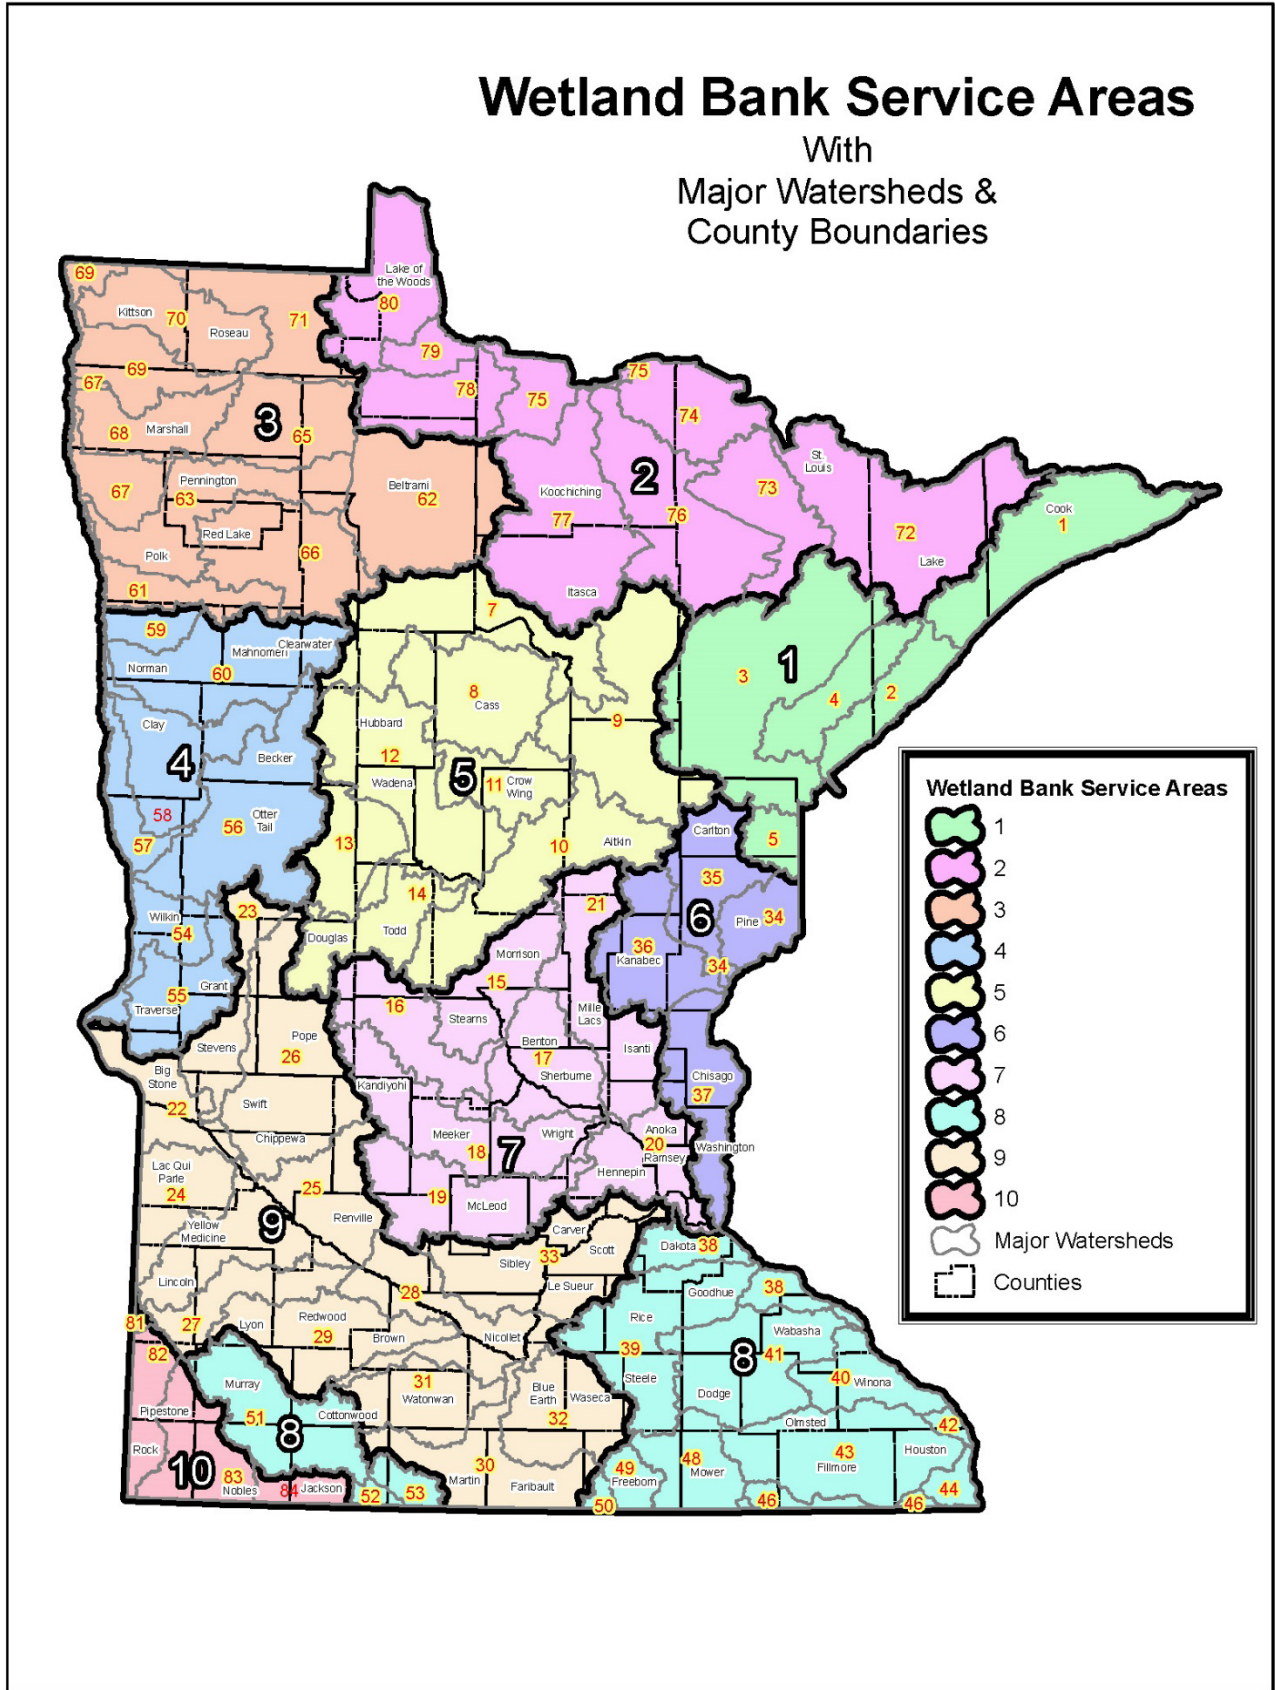 Wetland Bank Service Areas
With
Major Watersheds &
County Boundaries
Lake of
the Woods
69
80
Kittson
70
71
Roseau
79
69
75
67
78
75
74
3
68
Marshall
65
St.
Louis
2
Pennington
Beltrami
67
63
62
Koochiching
73
Cook
1
77
76
Red Lake
72
66
Polk
Lake
61
Itasca
7
59
Clearwater
Mahnomen
Norman
60
1
3
8
Cass
4
2
Clay
Hubbard
9
Becker
12
4
5
Wadena
11
Crow
Wing
58
Otter
Tail
56
Carlton
57
13
10
Aitkin
5
35
14
23
21
Wilkin
6
Pine
34
54
Douglas
Todd
36
Kanabec
34
Morrison
15
Grant
55
Traverse
16
Mille
Lacs
Stearns
Stevens
Pope
26
Benton
Isanti
17
Big
Stone
Sherburne
Chisago
Kandiyohi
37
22
Swift
Anoka
Chippewa
Meeker
Wright
20
Washington
18
7
Ramsey
Lac Qui
Parle
Hennepin
24
25
19
McLeod
9
Renville
Yellow
Medicine
Carver
Scott
Dakota
38
33
Sibley
Lincoln
Le Sueur
38
28
Goodhue
81
27
Lyon
Redwood
Rice
29
Brown
Nicollet
Wabasha
82
39
8
41
Murray
31
Steele
40
Winona
Watonwan
Blue
Earth
Waseca
Dodge
Pipestone
51
Cottonwood
32
Olmsted
42
8
Rock
43
Houston
10
48
30
49
Fillmore
83
Martin
Mower
Nobles
84
Jackson
Faribault
Freeborn
52
53
44
50
46
46
Wetland Bank Service Areas
1
2
3
4
5
6
7
8
9
10
Major Watersheds
Counties